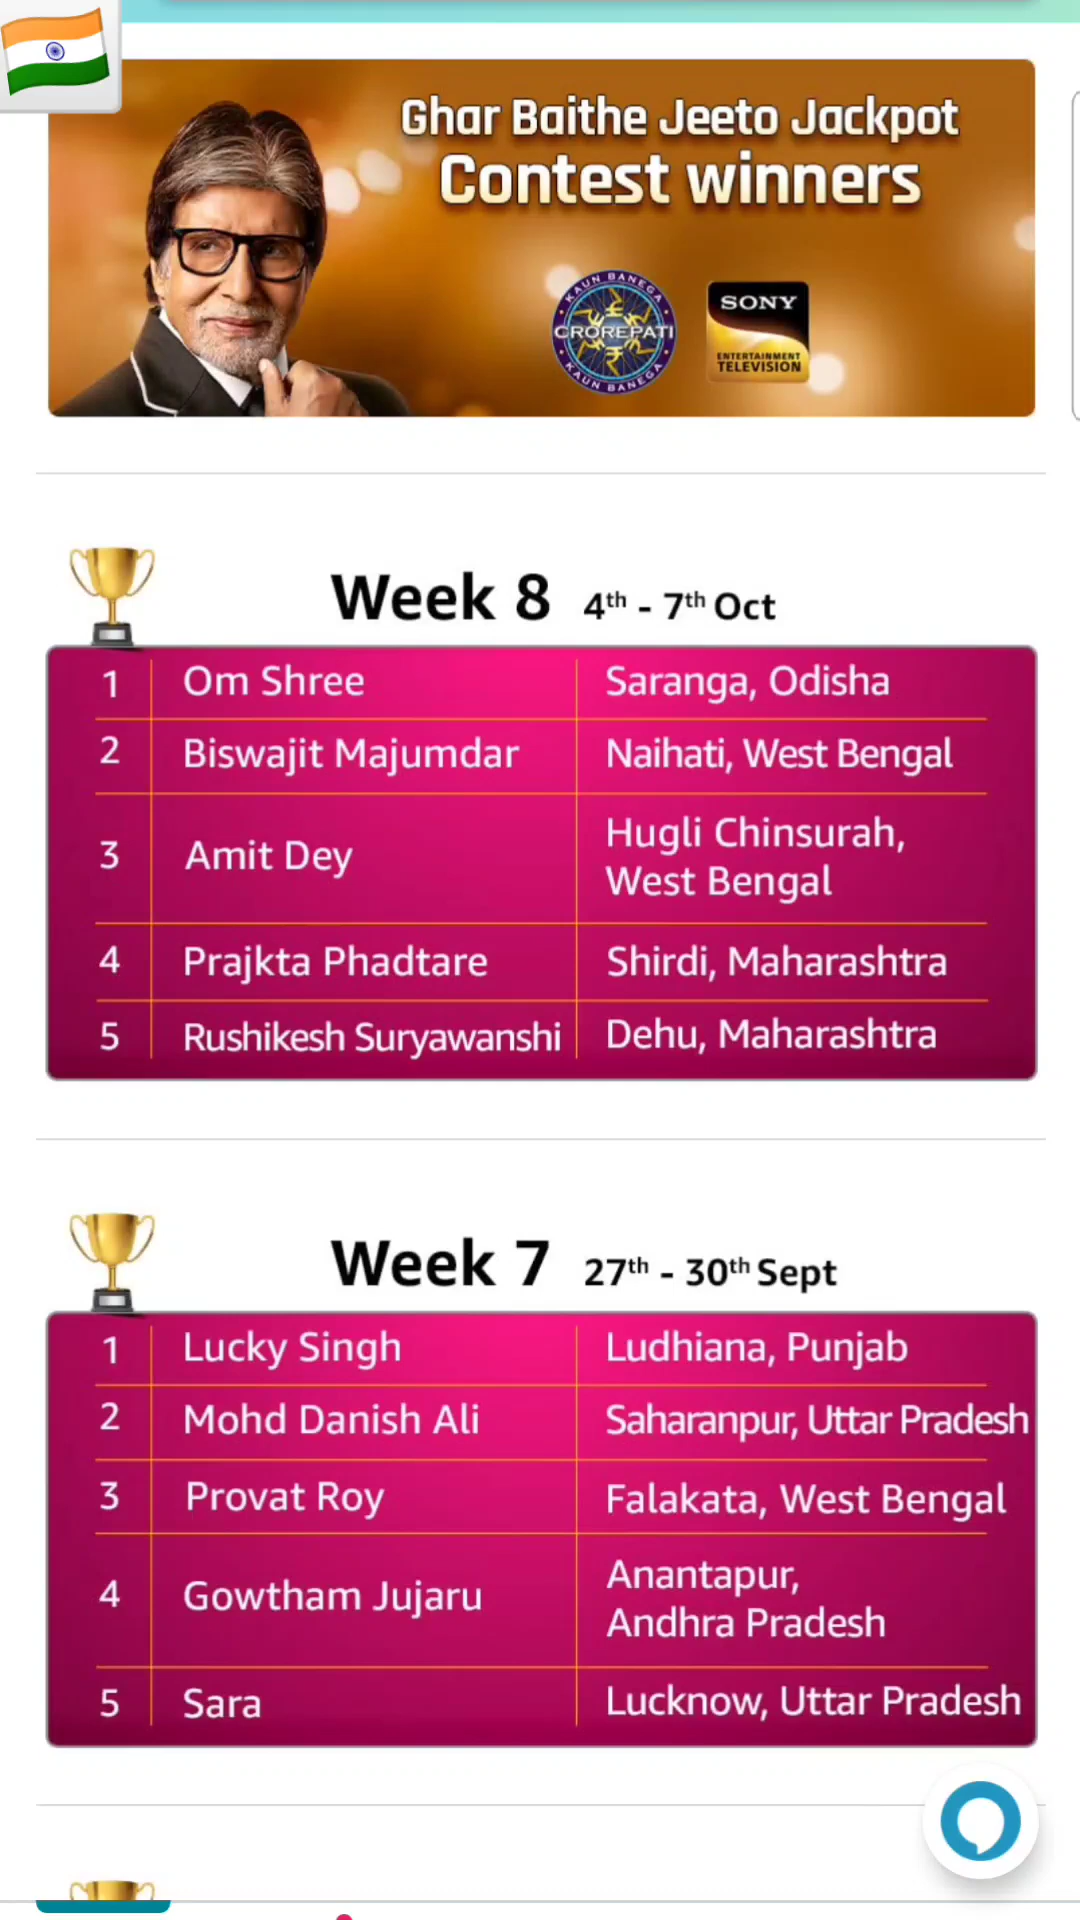 Ghar Baithe Jeeto Jackpot
Contest winners
KAUN BANEGA
CROREPATI
KAUN BANEGA
SONY
ENTERTAINMENT
TELEVISION
Week 8 4th - 7th Oct
1 Om Shree Saranga, Odisha
2 Biswajit Majumdar Naihati, West Bengal
3 Amit Dey Hugli Chinsurah,
West Bengal
4 Prajkta Phadtare Shirdi, Maharashtra
5 Rushikesh Suryawanshi Dehu, Maharashtra
Week 7 27th - 30th Sept
1 Lucky Singh Ludhiana, Punjab
2 Mohd Danish Ali Saharanpur, Uttar Pradesh
3 Provat Roy Falakata, West Bengal
4 Gowtham Jujaru Anantapur,
Andhra Pradesh
5 Sara Lucknow, Uttar Pradesh